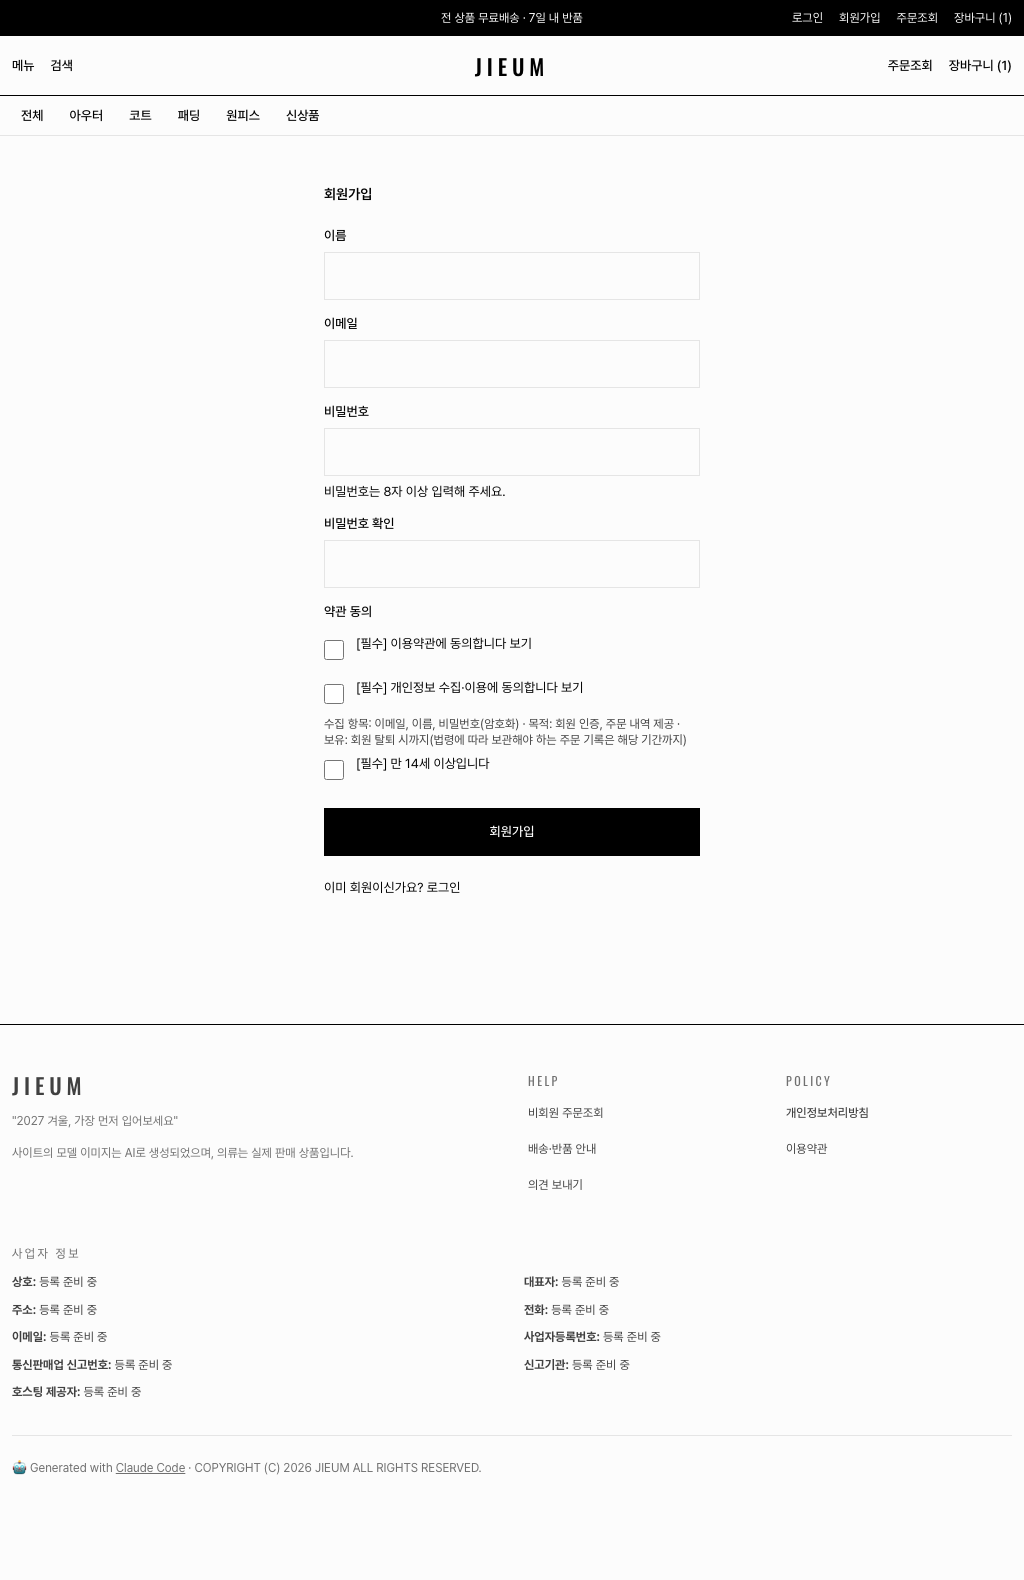 전 상품 무료배송 · 7일 내 반품
로그인 회원가입 주문조회 장바구니 (1)
메뉴 검색
JIEUM
주문조회 장바구니 (1)
전체 아우터 코트 패딩 원피스 신상품
회원가입
이름
이메일
비밀번호
비밀번호는 8자 이상 입력해 주세요.
비밀번호 확인
약관 동의
[필수] 이용약관에 동의합니다 보기
[필수] 개인정보 수집·이용에 동의합니다 보기
수집 항목: 이메일, 이름, 비밀번호(암호화) · 목적: 회원 인증, 주문 내역 제공 ·
보유: 회원 탈퇴 시까지(법령에 따라 보관해야 하는 주문 기록은 해당 기간까지)
[필수] 만 14세 이상입니다
회원가입
이미 회원이신가요? 로그인
JIEUM
"2027 겨울, 가장 먼저 입어보세요"
사이트의 모델 이미지는 AI로 생성되었으며, 의류는 실제 판매 상품입니다.
HELP
비회원 주문조회
배송·반품 안내
의견 보내기
POLICY
개인정보처리방침
이용약관
사업자 정보
상호: 등록 준비 중
대표자: 등록 준비 중
주소: 등록 준비 중
전화: 등록 준비 중
이메일: 등록 준비 중
사업자등록번호: 등록 준비 중
통신판매업 신고번호: 등록 준비 중
신고기관: 등록 준비 중
호스팅 제공자: 등록 준비 중
🤖 Generated with Claude Code · COPYRIGHT (C) 2026 JIEUM ALL RIGHTS RESERVED.